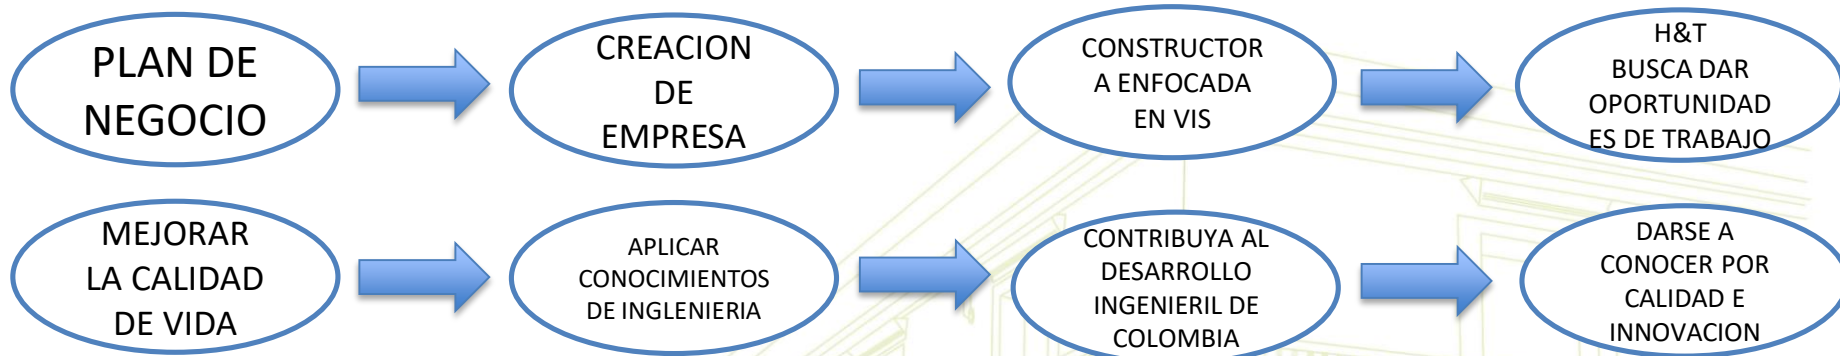 PLAN DE
NEGOCIO
CREACION
DE
EMPRESA
CONSTRUCTOR
A ENFOCADA
EN VIS
H&T
BUSCA DAR
OPORTUNIDAD
ES DE TRABAJO
MEJORAR
LA CALIDAD
DE VIDA
APLICAR
CONOCIMIENTOS
DE INGLENIERIA
CONTRIBUYA AL
DESARROLLO
INGENIERIL DE
COLOMBIA
DARSE A
CONOCER POR
CALIDAD E
INNOVACION